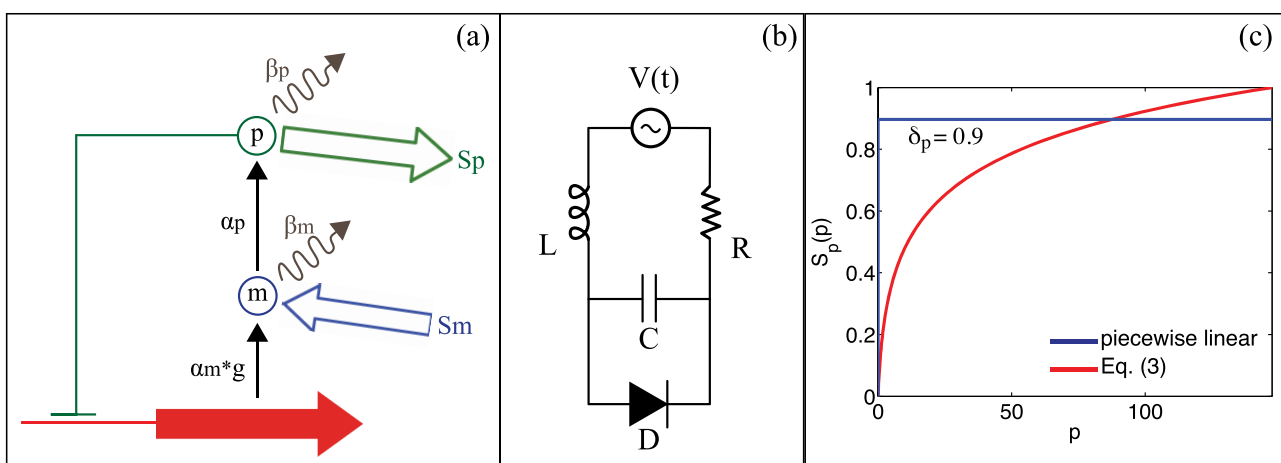 (a)
βp
p
Sp
αp
βm
m
Sm
αm*g
(b)
V(t)
L
R
C
D
(c)
1
0.8
0.6
0.4
0.2
0
Sp(p)
δp = 0.9
piecewise linear
Eq. (3)
0 50 100
p